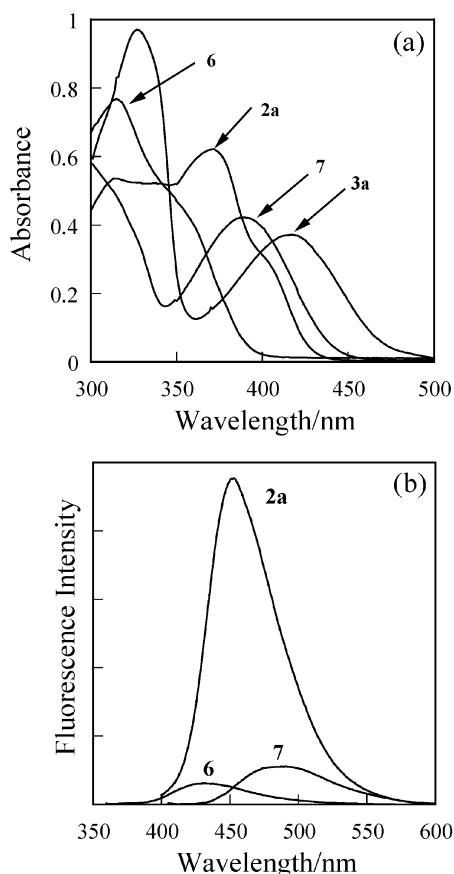 (a)
1
0.8
0.6
0.4
0.2
0
6
2a
7
3a
Absorbance
300 350 400 450 500
Wavelength/nm
(b)
2a
6
7
Fluorescence Intensity
350 400 450 500 550 600
Wavelength/nm